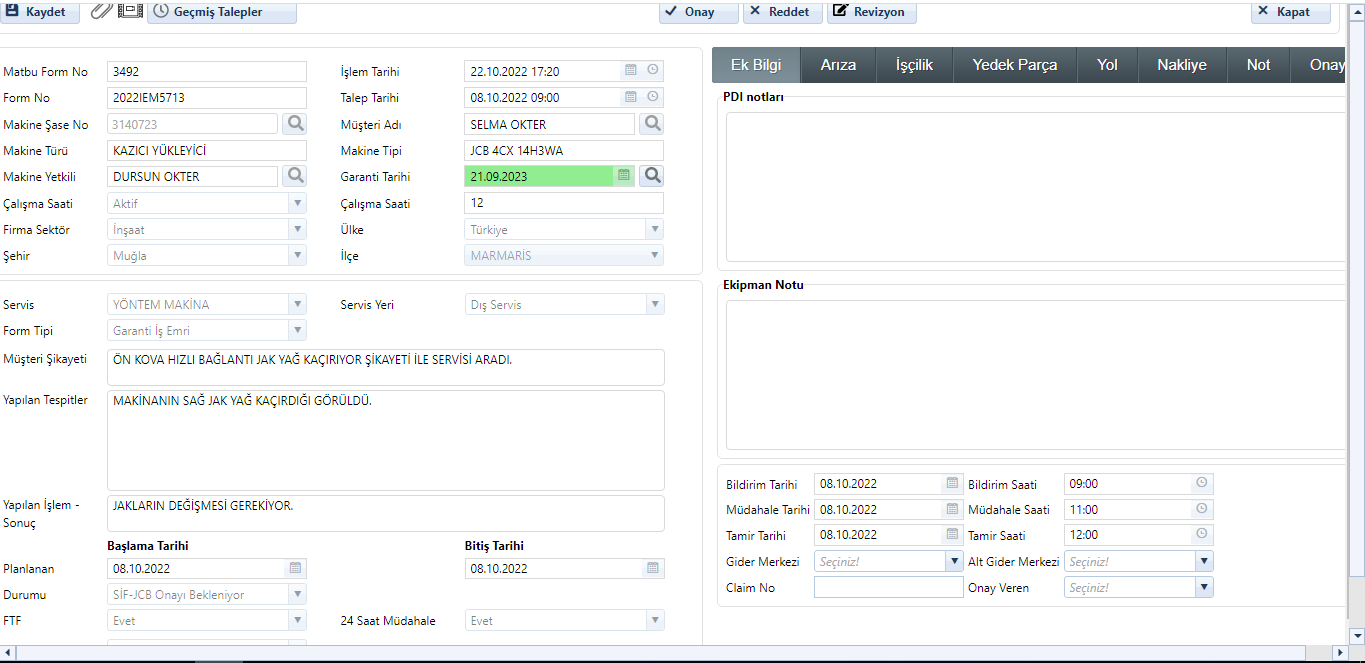 Kaydet Geçmiş Talepler Onay Reddet Revizyon Kapat
Matbu Form No 3492 İşlem Tarihi 22.10.2022 17:20
Form No 2022IEM5713 Talep Tarihi 08.10.2022 09:00
Makine Şase No 3140723 Müşteri Adı SELMA OKTER
Makine Türü KAZICI YÜKLEYİCİ Makine Tipi JCB 4CX 14H3WA
Makine Yetkili DURSUN OKTER Garanti Tarihi 21.09.2023
Çalışma Saati Aktif Çalışma Saati 12
Firma Sektör İnşaat Ülke Türkiye
Şehir Muğla İlçe MARMARİS
Servis YÖNTEM MAKİNA Servis Yeri Dış Servis
Form Tipi Garanti İş Emri
Müşteri Şikayeti ÖN KOVA HIZLI BAĞLANTI JAK YAĞ KAÇIRIYOR ŞİKAYETİ İLE SERVİSİ ARADI.
Yapılan Tespitler MAKİNANIN SAĞ JAK YAĞ KAÇIRDIĞI GÖRÜLDÜ.
Yapılan İşlem - JAKLARIN DEĞİŞMESİ GEREKİYOR.
Sonuç
Başlama Tarihi Bitiş Tarihi
Planlanan 08.10.2022 08.10.2022
Durumu SİF-JCB Onayı Bekleniyor
FTF Evet 24 Saat Müdahale Evet
Ek Bilgi Arıza İşçilik Yedek Parça Yol Nakliye Not Onay
PDI notları
Ekipman Notu
Bildirim Tarihi 08.10.2022 Bildirim Saati 09:00
Müdahale Tarihi 08.10.2022 Müdahale Saati 11:00
Tamir Tarihi 08.10.2022 Tamir Saati 12:00
Gider Merkezi Seçiniz! Alt Gider Merkezi Seçiniz!
Claim No Onay Veren Seçiniz!